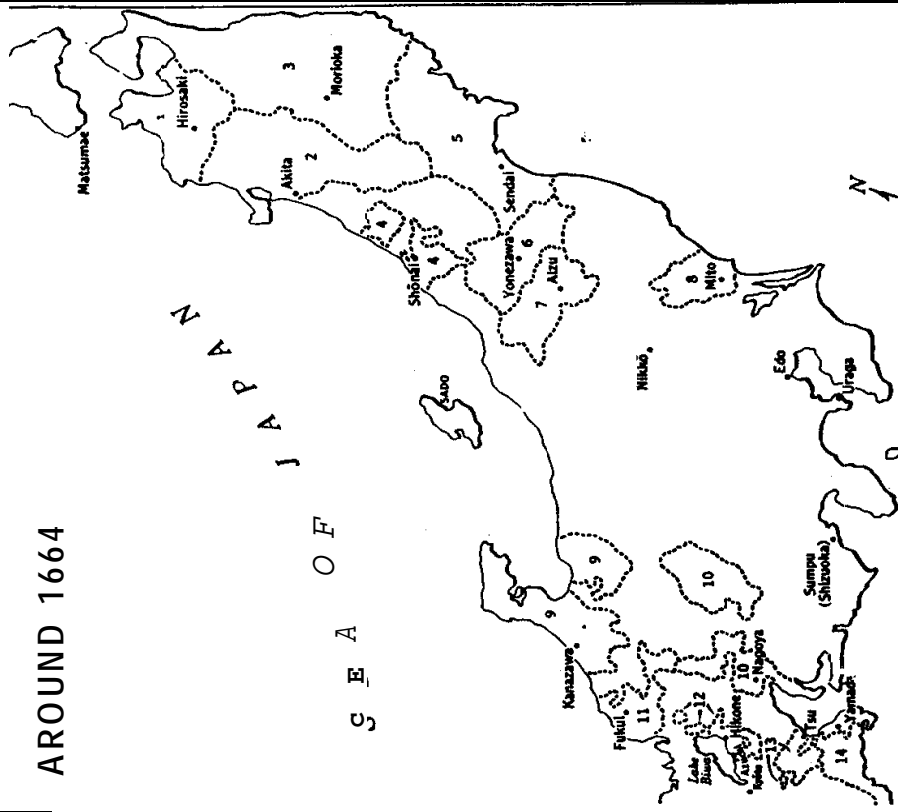 AROUND 1664
SEA OF JAPAN
Matsumae
1
Hirosaki
3
Morioka
2
Akita
5
4
Shōnai
4
Sendai
Yonezawa
6
Aizu
7
8
Mito
N
Nikkō
SADO
Edo
Uraga
9
9
Kanazawa
10
Sumpu
(Shizuoka)
10
Nagoya
Fukui
11
12
Hikone
Lake
13
Tsu
14